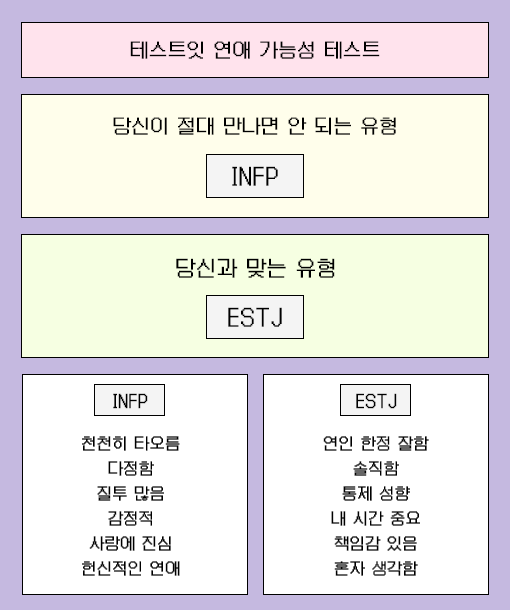 테스트잇 연애 가능성 테스트
당신이 절대 만나면 안 되는 유형
INFP
당신과 맞는 유형
ESTJ
INFP
천천히 타오름
다정함
질투 많음
감정적
사랑에 진심
헌신적인 연애
ESTJ
연인 한정 잘함
솔직함
통제 성향
내 시간 중요
책임감 있음
혼자 생각함